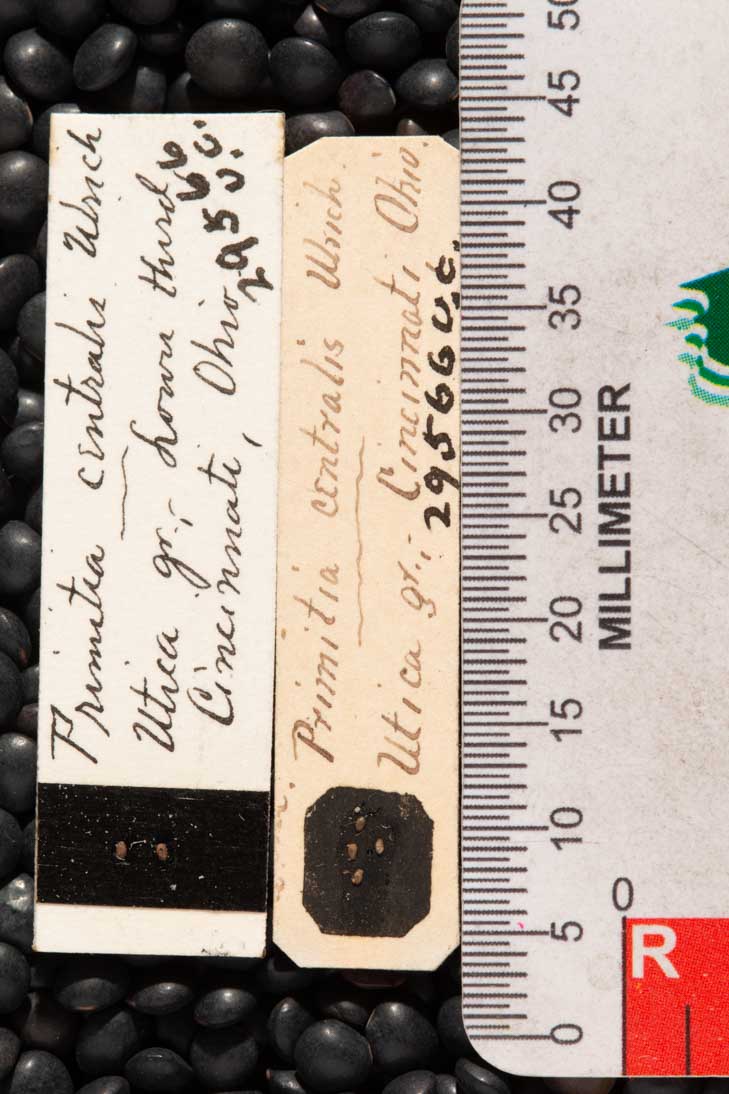 Primitia centralis Ulrich
Utica gr., Lower third
Cincinnati, Ohio
29566 U.C.
Primitia centralis Ulrich.
Utica gr., - Cincinnati Ohio.
29566 U.C.
0 5 10 15 20 25 30 35 40 45 50
MILLIMETER
0
R